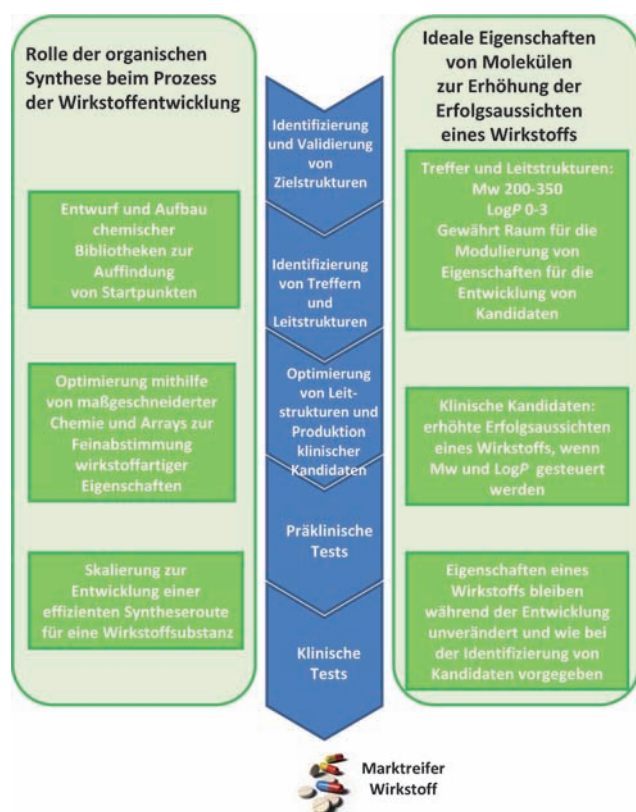 Rolle der organischen
Synthese beim Prozess
der Wirkstoffentwicklung
Entwurf und Aufbau
chemischer
Bibliotheken zur
Auffindung
von Startpunkten
Optimierung mithilfe
von maßgeschneiderter
Chemie und Arrays zur
Feinabstimmung
wirkstoffartiger
Eigenschaften
Skalierung zur
Entwicklung einer
effizienten Syntheseroute
für eine Wirkstoffsubstanz
Identifizierung
und Validierung
von
Zielstrukturen
Identifizierung
von Treffern
und
Leitstrukturen
Optimierung
von Leit-
strukturen und
Produktion
klinischer
Kandidaten
Präklinische
Tests
Klinische
Tests
Ideale Eigenschaften
von Molekülen
zur Erhöhung der
Erfolgsaussichten
eines Wirkstoffs
Treffer und Leitstrukturen:
Mw 200-350
LogP 0-3
Gewährt Raum für die
Modulierung von
Eigenschaften für die
Entwicklung von
Kandidaten
Klinische Kandidaten:
erhöhte Erfolgsaussichten
eines Wirkstoffs, wenn
Mw und LogP gesteuert
werden
Eigenschaften eines
Wirkstoffs bleiben
während der Entwicklung
unverändert und wie bei
der Identifizierung von
Kandidaten vorgegeben
Marktreifer
Wirkstoff